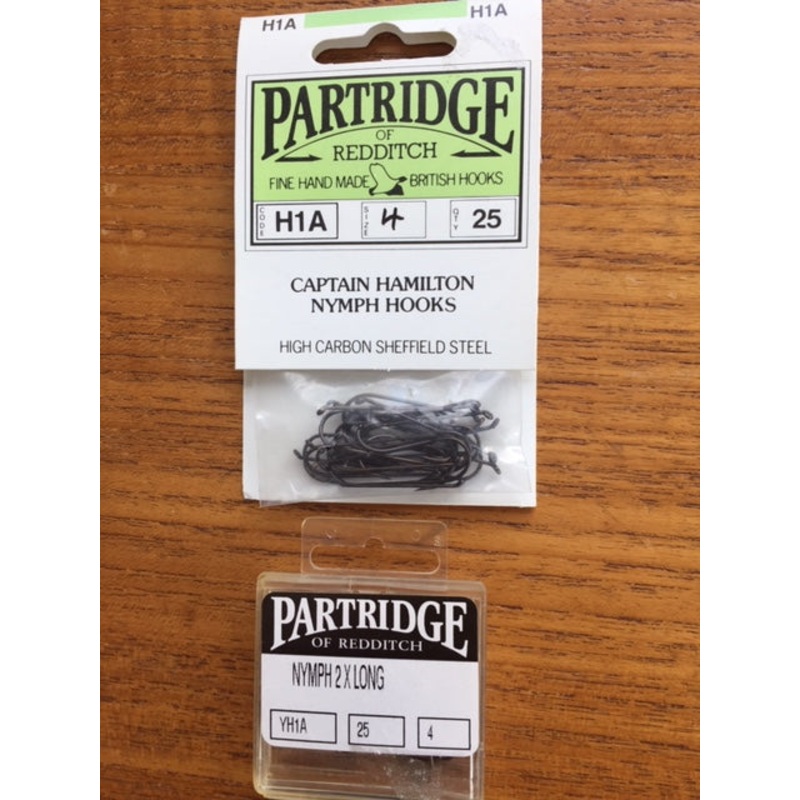 H1A H1A
PARTRIDGE
OF
REDDITCH
FINE HAND MADE BRITISH HOOKS
CODE H1A SIZE 4 QTY 25
CAPTAIN HAMILTON
NYMPH HOOKS
HIGH CARBON SHEFFIELD STEEL
PARTRIDGE
OF REDDITCH
NYMPH 2 X LONG
YH1A 25 4